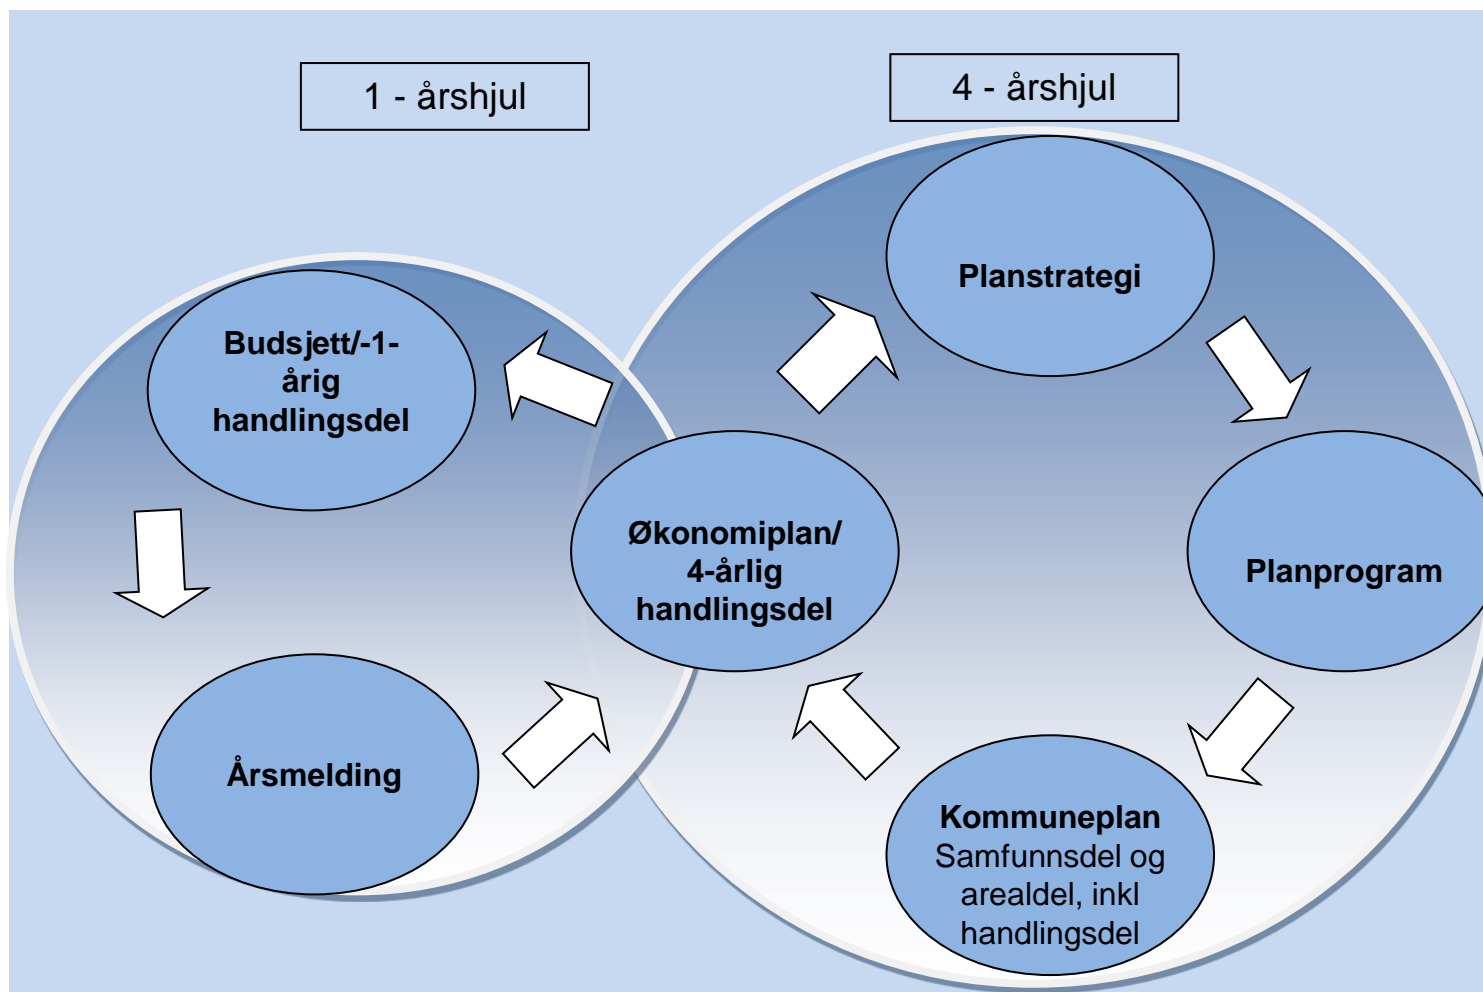 1 - årshjul
4 - årshjul
Planstrategi
Budsjett/-1-
årig
handlingsdel
Økonomiplan/
4-årlig
handlingsdel
Planprogram
Årsmelding
Kommuneplan
Samfunnsdel og
arealdel, inkl
handlingsdel